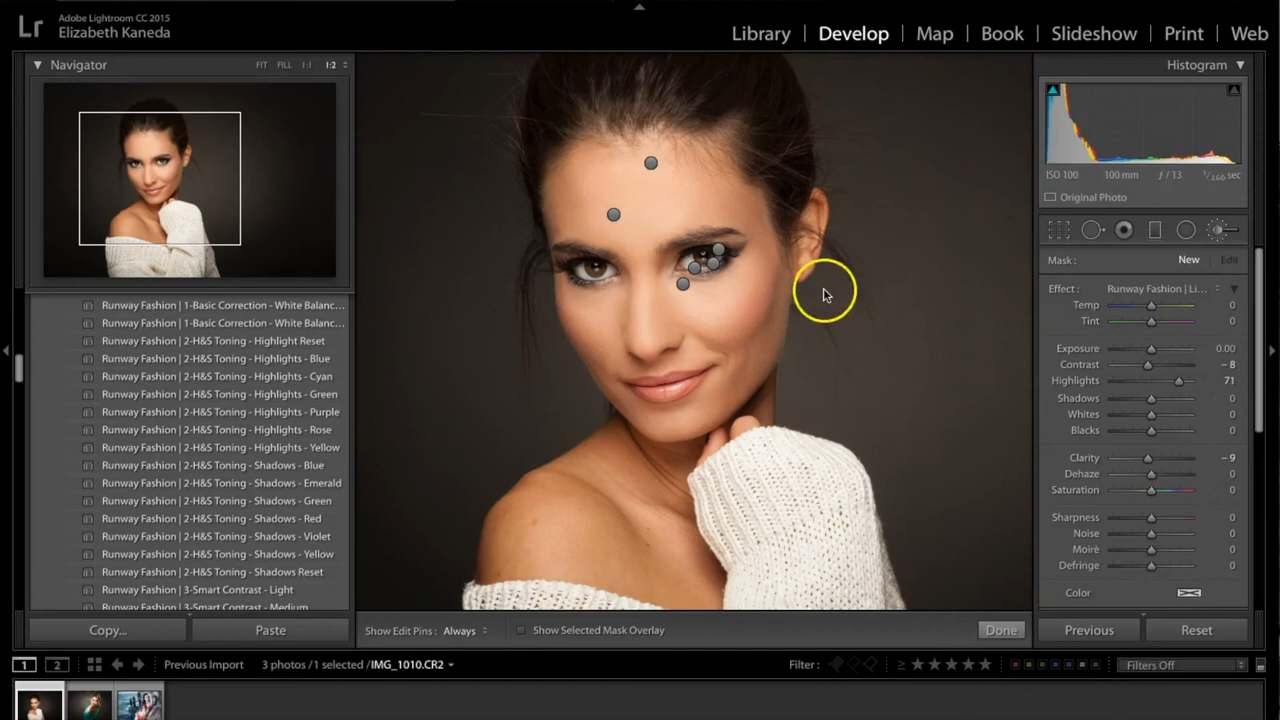 Lr
Adobe Lightroom CC 2015
Elizabeth Kaneda
Library | Develop | Map | Book | Slideshow | Print | Web
Navigator
FIT FILL 1:1 1:2
Runway Fashion | 1-Basic Correction - White Balanc...
Runway Fashion | 1-Basic Correction - White Balanc...
Runway Fashion | 2-H&S Toning - Highlight Reset
Runway Fashion | 2-H&S Toning - Highlights - Blue
Runway Fashion | 2-H&S Toning - Highlights - Cyan
Runway Fashion | 2-H&S Toning - Highlights - Green
Runway Fashion | 2-H&S Toning - Highlights - Purple
Runway Fashion | 2-H&S Toning - Highlights - Rose
Runway Fashion | 2-H&S Toning - Highlights - Yellow
Runway Fashion | 2-H&S Toning - Shadows - Blue
Runway Fashion | 2-H&S Toning - Shadows - Emerald
Runway Fashion | 2-H&S Toning - Shadows - Green
Runway Fashion | 2-H&S Toning - Shadows - Red
Runway Fashion | 2-H&S Toning - Shadows - Violet
Runway Fashion | 2-H&S Toning - Shadows - Yellow
Runway Fashion | 2-H&S Toning - Shadows Reset
Runway Fashion | 3-Smart Contrast - Light
Runway Fashion | 3-Smart Contrast - Medium
Copy... Paste
Show Edit Pins : Always Show Selected Mask Overlay Done
Histogram
ISO 100 100 mm ƒ / 13 1/160 sec
Original Photo
Mask : New Edit
Effect : Runway Fashion | Li...
Temp 0
Tint 0
Exposure 0.00
Contrast – 8
Highlights 71
Shadows 0
Whites 0
Blacks 0
Clarity – 9
Dehaze 0
Saturation 0
Sharpness 0
Noise 0
Moiré 0
Defringe 0
Color
Previous Reset
1 2 Previous Import 3 photos / 1 selected / IMG_1010.CR2 Filter : ≥ Filters Off